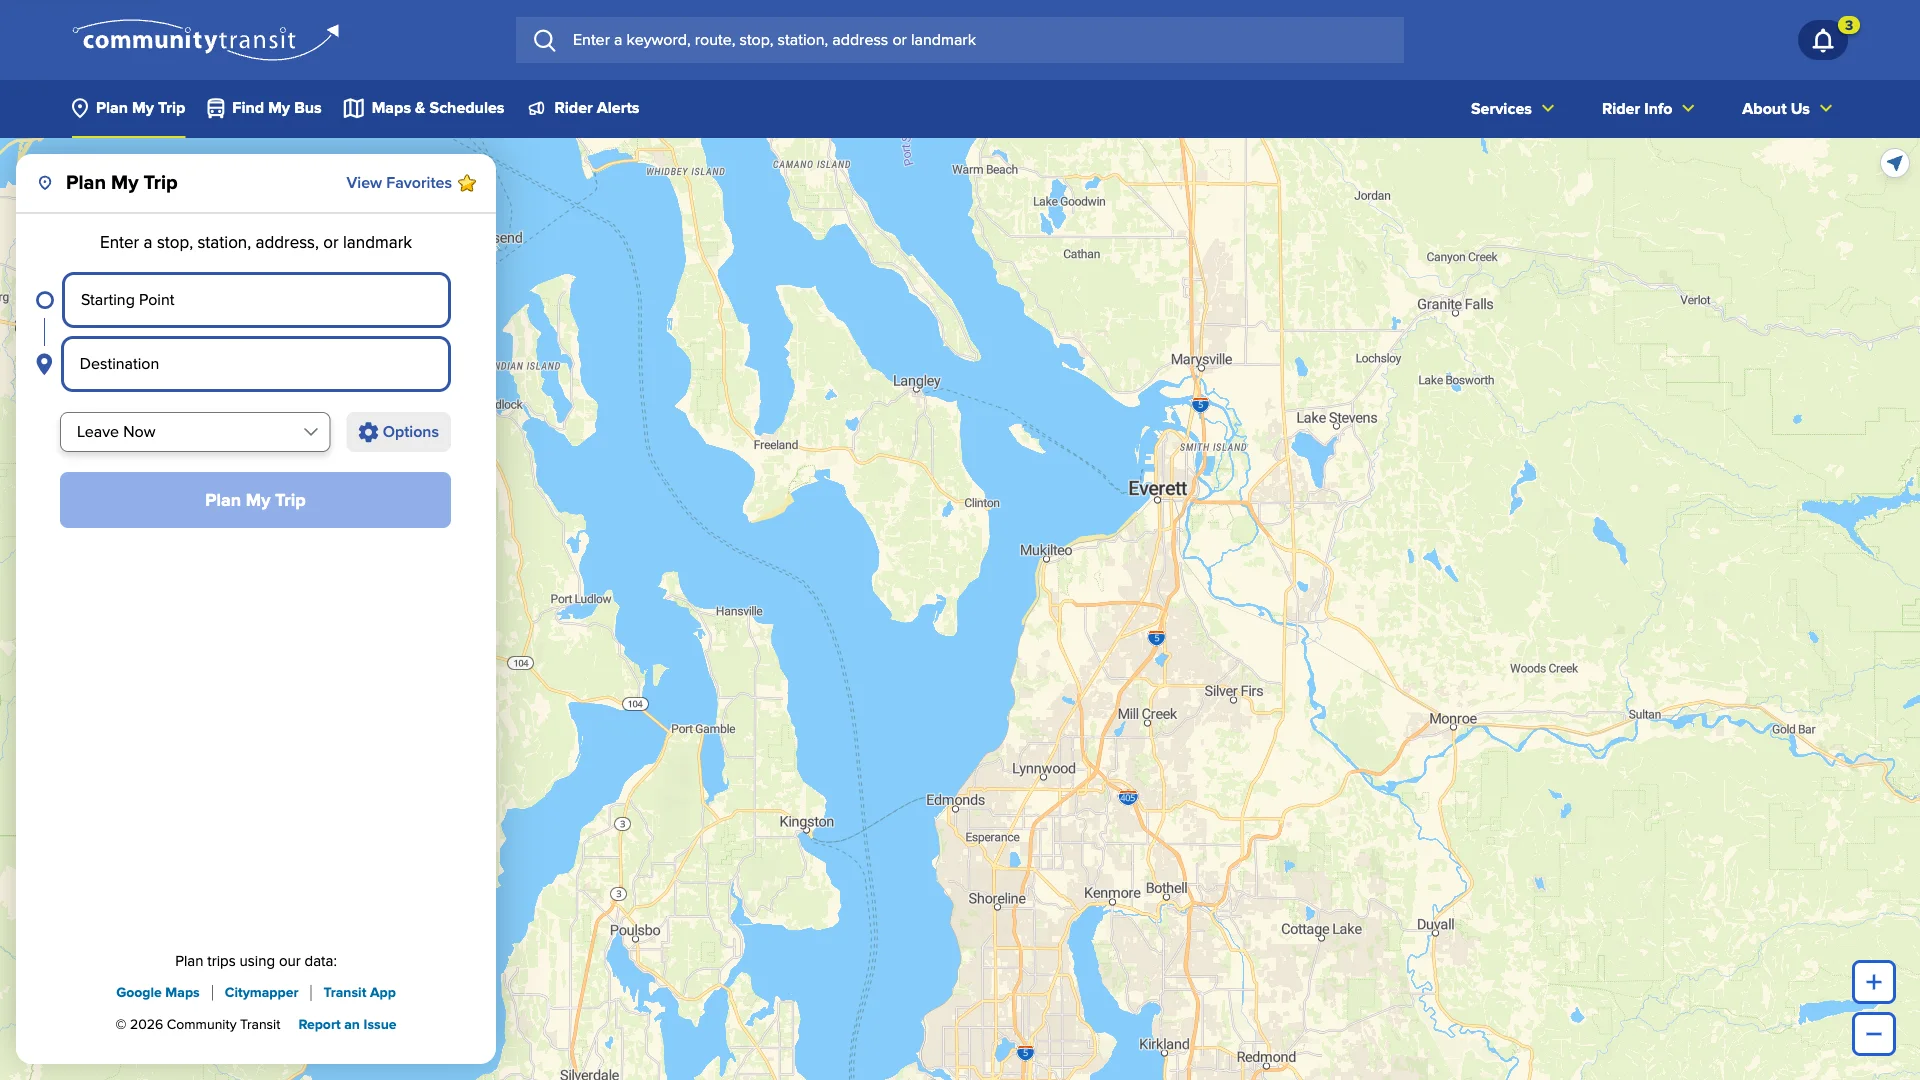 communitytransit
Enter a keyword, route, stop, station, address or landmark
3
Plan My Trip
Find My Bus
Maps & Schedules
Rider Alerts
Services
Rider Info
About Us
Plan My Trip
View Favorites
Enter a stop, station, address, or landmark
Starting Point
Destination
Leave Now
Options
Plan My Trip
Plan trips using our data:
Google Maps | Citymapper | Transit App
© 2026 Community Transit Report an Issue
WHIDBEY ISLAND
CAMANO ISLAND
Warm Beach
Lake Goodwin
Jordan
Cathan
Canyon Creek
Granite Falls
Verlot
Marysville
Lochsloy
Lake Bosworth
Langley
5
Lake Stevens
Freeland
SMITH ISLAND
Everett
Clinton
Mukilteo
Port Ludlow
Hansville
5
104
Woods Creek
Silver Firs
104
Mill Creek
Monroe
Sultan
Port Gamble
Gold Bar
Lynnwood
405
Edmonds
Kingston
3
Esperance
Shoreline
Kenmore
Bothell
3
Poulsbo
Cottage Lake
Duvall
Kirkland
5
Redmond
Silverdale